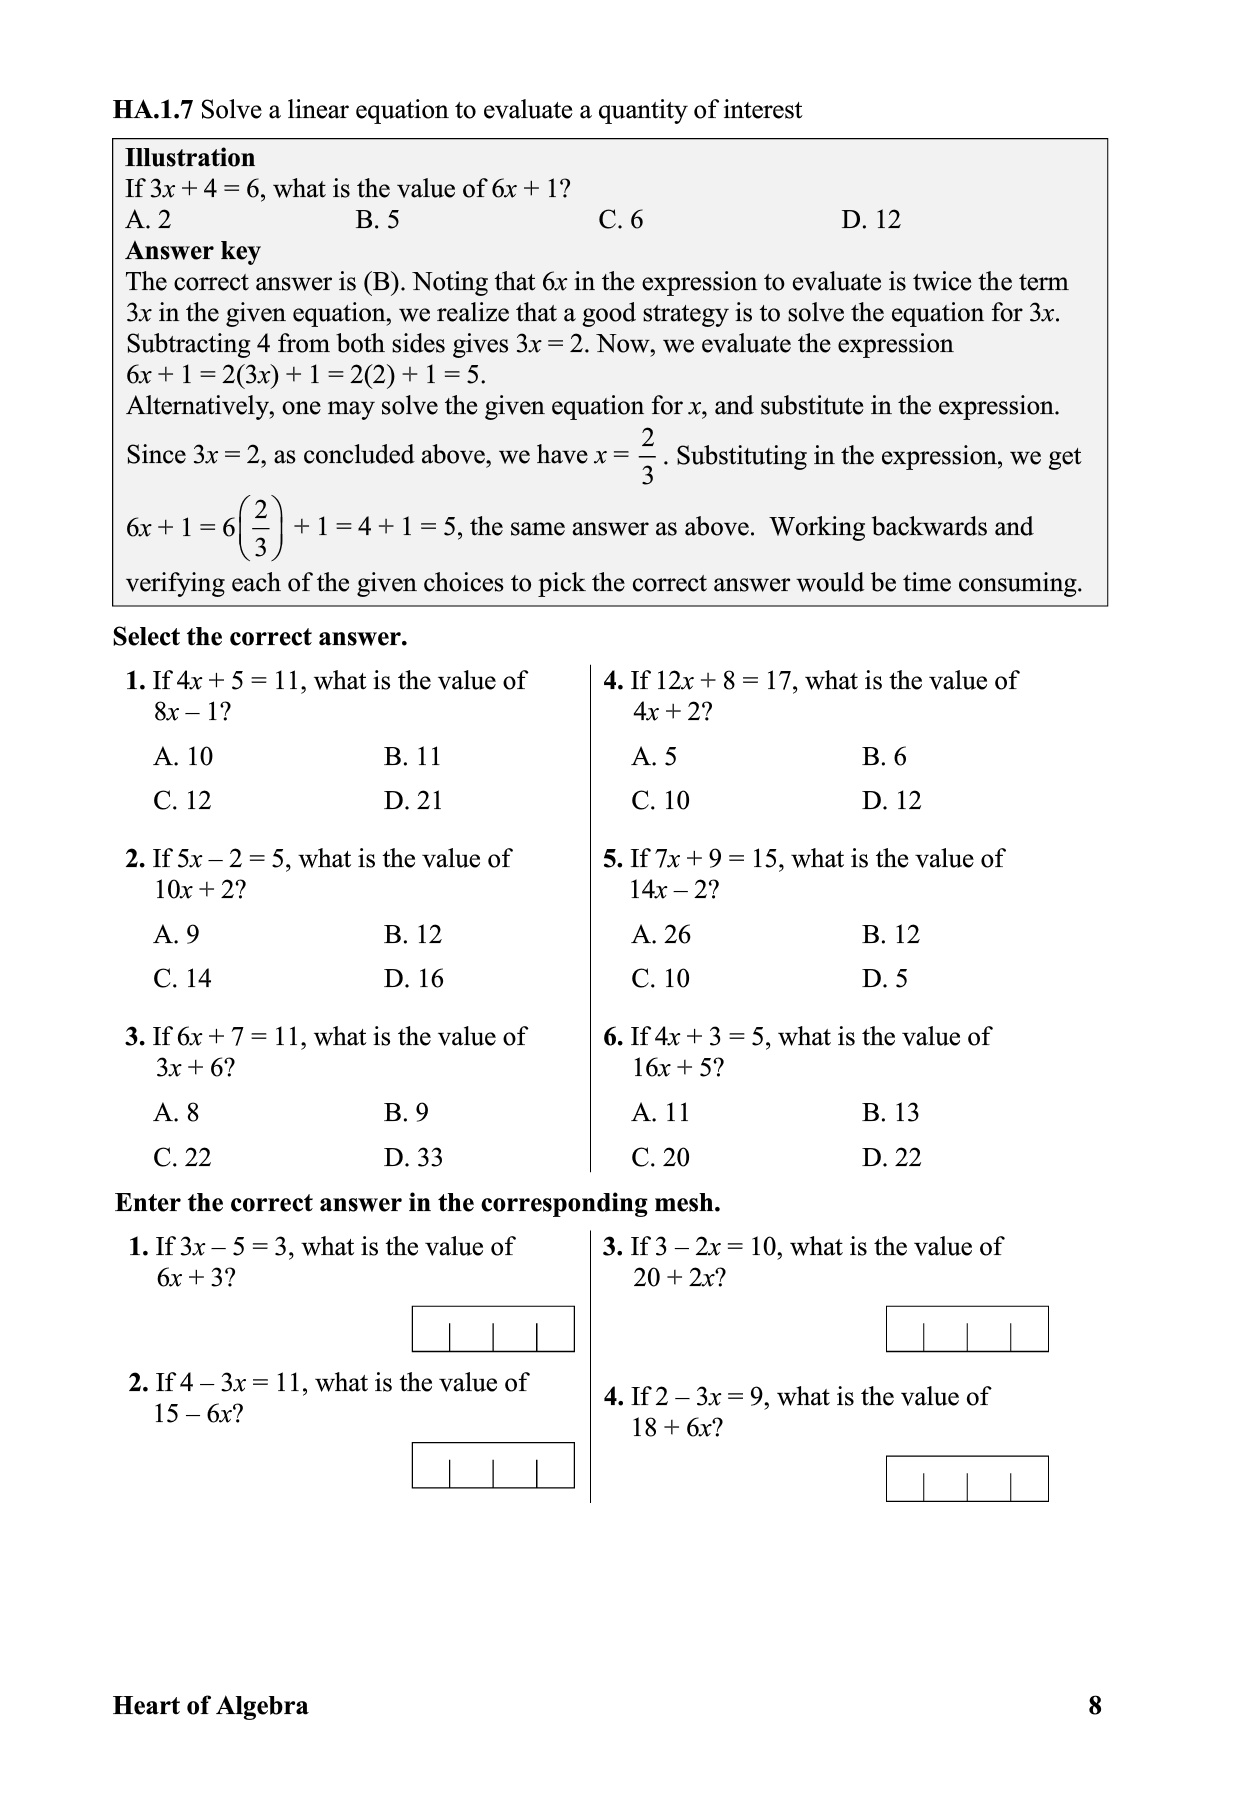 HA.1.7 Solve a linear equation to evaluate a quantity of interest
Illustration
If 3x + 4 = 6, what is the value of 6x + 1?
A. 2 B. 5 C. 6 D. 12
Answer key
The correct answer is (B). Noting that 6x in the expression to evaluate is twice the term
3x in the given equation, we realize that a good strategy is to solve the equation for 3x.
Subtracting 4 from both sides gives 3x = 2. Now, we evaluate the expression
6x + 1 = 2(3x) + 1 = 2(2) + 1 = 5.
Alternatively, one may solve the given equation for x, and substitute in the expression.
Since 3x = 2, as concluded above, we have x = 2/3 . Substituting in the expression, we get
6x + 1 = 6(2/3) + 1 = 4 + 1 = 5, the same answer as above. Working backwards and
verifying each of the given choices to pick the correct answer would be time consuming.
Select the correct answer.
1. If 4x + 5 = 11, what is the value of
8x – 1?
A. 10 B. 11
C. 12 D. 21
2. If 5x – 2 = 5, what is the value of
10x + 2?
A. 9 B. 12
C. 14 D. 16
3. If 6x + 7 = 11, what is the value of
3x + 6?
A. 8 B. 9
C. 22 D. 33
4. If 12x + 8 = 17, what is the value of
4x + 2?
A. 5 B. 6
C. 10 D. 12
5. If 7x + 9 = 15, what is the value of
14x – 2?
A. 26 B. 12
C. 10 D. 5
6. If 4x + 3 = 5, what is the value of
16x + 5?
A. 11 B. 13
C. 20 D. 22
Enter the correct answer in the corresponding mesh.
1. If 3x – 5 = 3, what is the value of
6x + 3?
2. If 4 – 3x = 11, what is the value of
15 – 6x?
3. If 3 – 2x = 10, what is the value of
20 + 2x?
4. If 2 – 3x = 9, what is the value of
18 + 6x?
Heart of Algebra 8